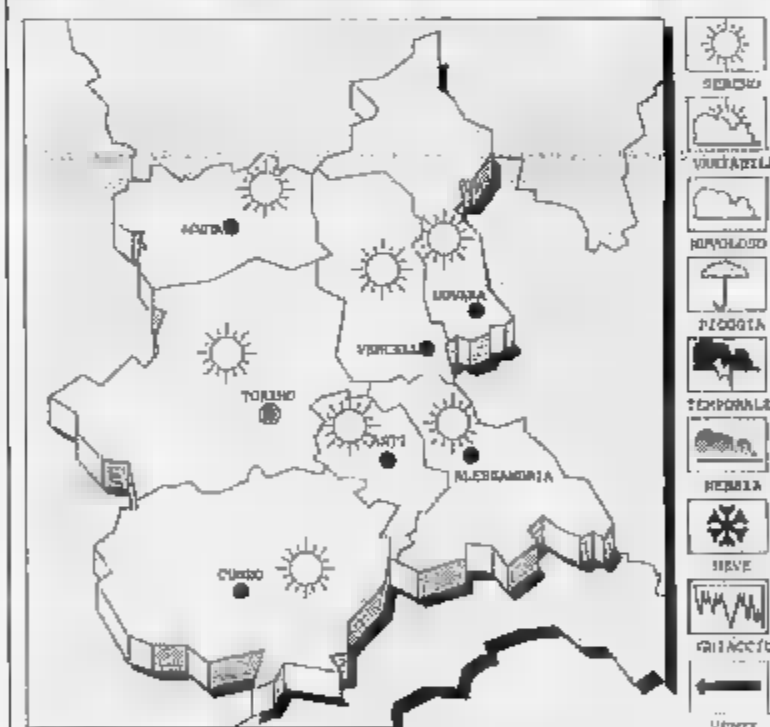 SERENO
VARIABILE
NUVOLOSO
PIOGGIA
TEMPORALE
NEBBIA
NEVE
GHIACCIO
AOSTA
NOVARA
VERCELLI
TORINO
ASTI
ALESSANDRIA
CUNEO